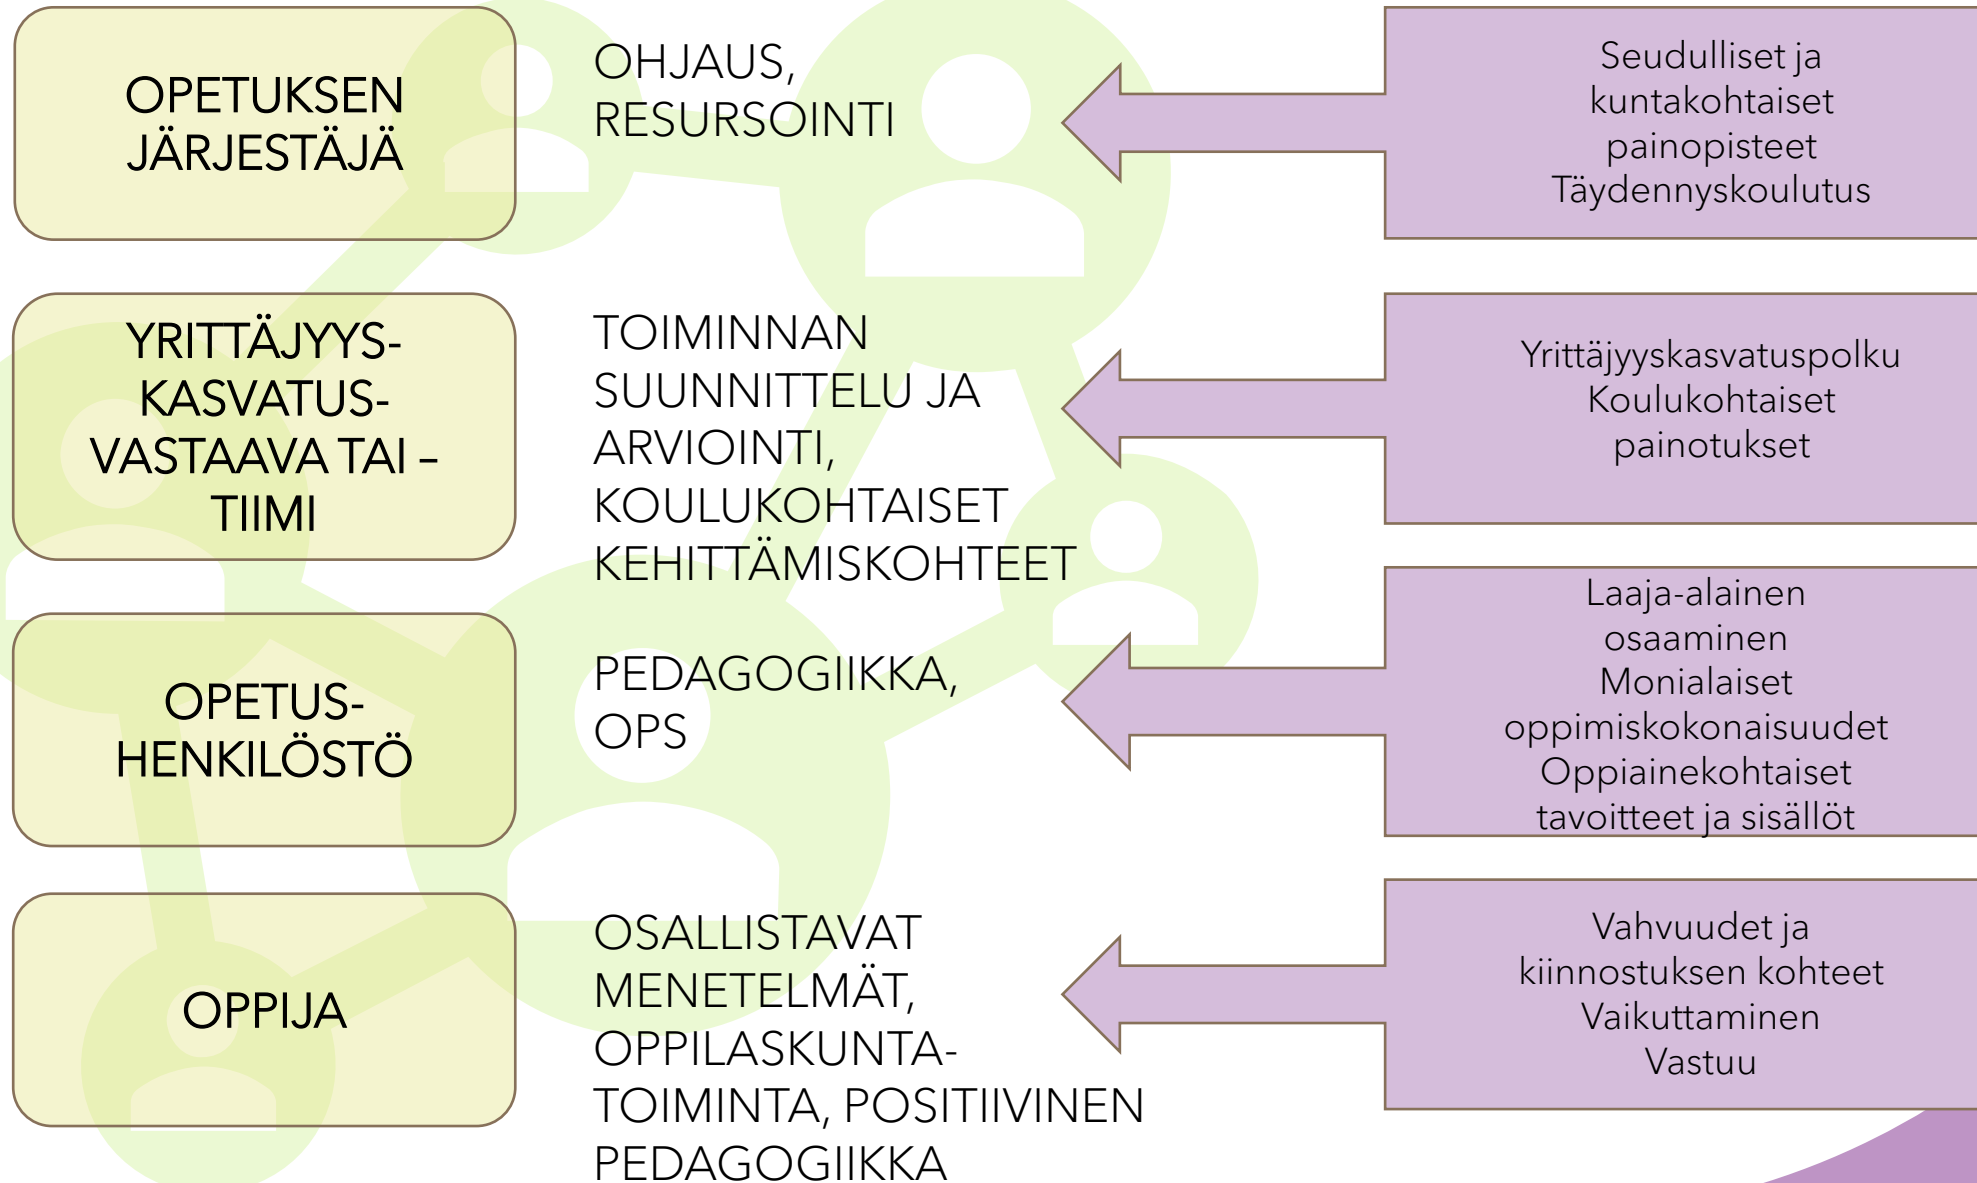 OPETUKSEN
JÄRJESTÄJÄ
OHJAUS,
RESURSOINTI
Seudulliset ja
kuntakohtaiset
painopisteet
Täydennyskoulutus
YRITTÄJYYS-
KASVATUS-
VASTAAVA TAI –
TIIMI
TOIMINNAN
SUUNNITTELU JA
ARVIOINTI,
KOULUKOHTAISET
KEHITTÄMISKOHTEET
Yrittäjyyskasvatuspolku
Koulukohtaiset
painotukset
OPETUS-
HENKILÖSTÖ
PEDAGOGIIKKA,
OPS
Laaja-alainen
osaaminen
Monialaiset
oppimiskokonaisuudet
Oppiainekohtaiset
tavoitteet ja sisällöt
OPPIJA
OSALLISTAVAT
MENETELMÄT,
OPPILASKUNTA-
TOIMINTA, POSITIIVINEN
PEDAGOGIIKKA
Vahvuudet ja
kiinnostuksen kohteet
Vaikuttaminen
Vastuu